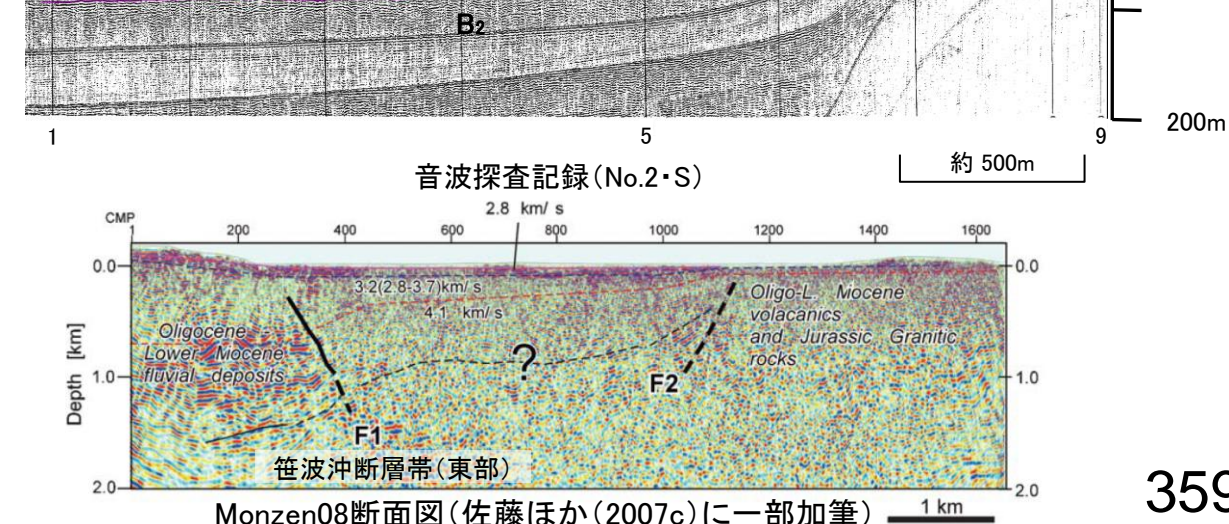 B2
200m
1 5 9
約 500m
音波探査記録(No.2・S)
2.8 km/ s
CMP
1 200 400 600 800 1000 1200 1400 1600
0.0 0.0
3.2(2.8-3.7)km/ s
4.1 km/ s
Oligocene -
Lower Miocene
fluvial deposits
Oligo-L. Miocene
volacanics
and Jurassic Granitic
rocks
?
Depth [km]
1.0 1.0
F2
F1
笹波沖断層帯(東部)
2.0 2.0
Monzen08断面図(佐藤ほか(2007c)に一部加筆)
1 km
359